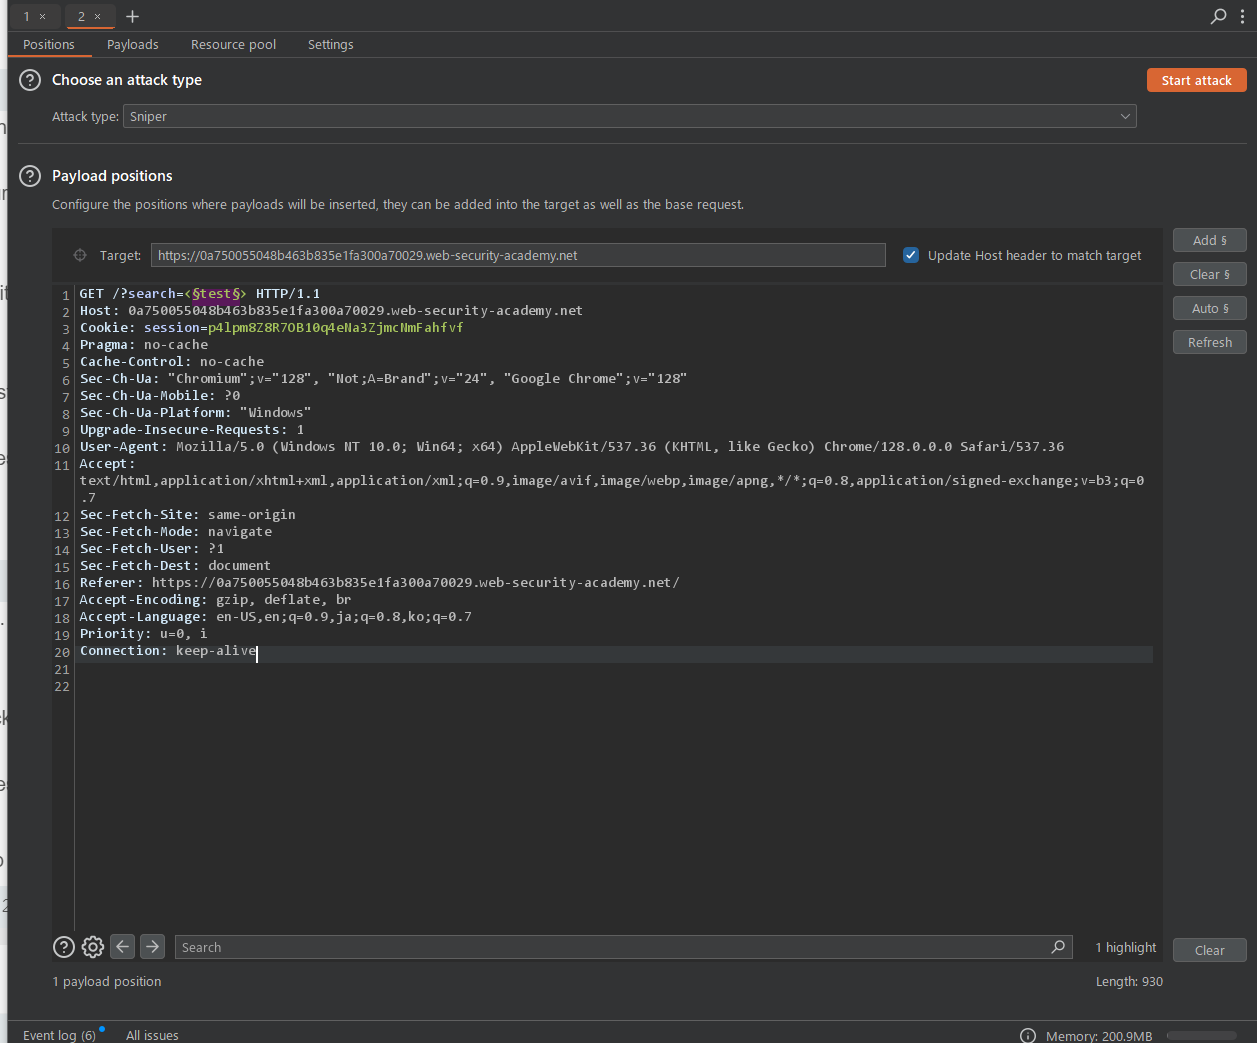 1 × 2 × +
Positions Payloads Resource pool Settings
Choose an attack type
Start attack
Attack type: Sniper
Payload positions
Configure the positions where payloads will be inserted, they can be added into the target as well as the base request.
Target: https://0a750055048b463b835e1fa300a70029.web-security-academy.net
Update Host header to match target
Add §
Clear §
Auto §
Refresh
1 GET /?search=<§test§> HTTP/1.1
2 Host: 0a750055048b463b835e1fa300a70029.web-security-academy.net
3 Cookie: session=p4lpm8Z8R7OB10q4eNa3ZjmcNmFahfvf
4 Pragma: no-cache
5 Cache-Control: no-cache
6 Sec-Ch-Ua: "Chromium";v="128", "Not;A=Brand";v="24", "Google Chrome";v="128"
7 Sec-Ch-Ua-Mobile: ?0
8 Sec-Ch-Ua-Platform: "Windows"
9 Upgrade-Insecure-Requests: 1
10 User-Agent: Mozilla/5.0 (Windows NT 10.0; Win64; x64) AppleWebKit/537.36 (KHTML, like Gecko) Chrome/128.0.0.0 Safari/537.36
11 Accept:
text/html,application/xhtml+xml,application/xml;q=0.9,image/avif,image/webp,image/apng,*/*;q=0.8,application/signed-exchange;v=b3;q=0
.7
12 Sec-Fetch-Site: same-origin
13 Sec-Fetch-Mode: navigate
14 Sec-Fetch-User: ?1
15 Sec-Fetch-Dest: document
16 Referer: https://0a750055048b463b835e1fa300a70029.web-security-academy.net/
17 Accept-Encoding: gzip, deflate, br
18 Accept-Language: en-US,en;q=0.9,ja;q=0.8,ko;q=0.7
19 Priority: u=0, i
20 Connection: keep-alive
21
22
Search
1 highlight
Clear
1 payload position
Length: 930
Event log (6) All issues
Memory: 200.9MB